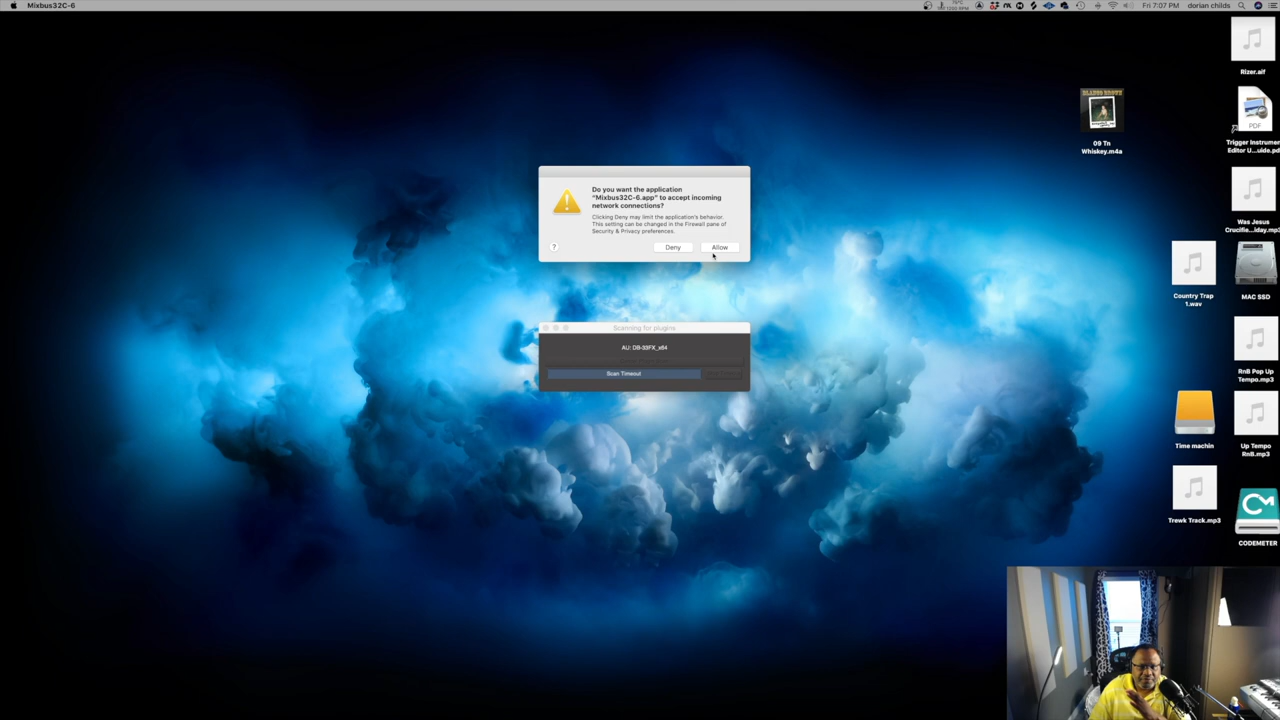 Mixbus32C-6
Fri 7:07 PM
dorian childs
Rizer.aif
BLANCO BROWN
09 Tn
Whiskey.m4a
PDF
Trigger Instrument
Editor U...uide.pdf
Do you want the application
“Mixbus32C-6.app” to accept incoming
network connections?
Clicking Deny may limit the application's behavior.
This setting can be changed in the Firewall pane of
Security & Privacy preferences.
?
Deny
Allow
Was Jesus
Crucifie...iday.mp3
Country Trap
1.wav
MAC SSD
Scanning for plugins
AU: DB-33FX_x64
Scan Timeout
RnB Pop Up
Tempo.mp3
Time machin
Up Tempo
RnB.mp3
Trewk Track.mp3
CODEMETER